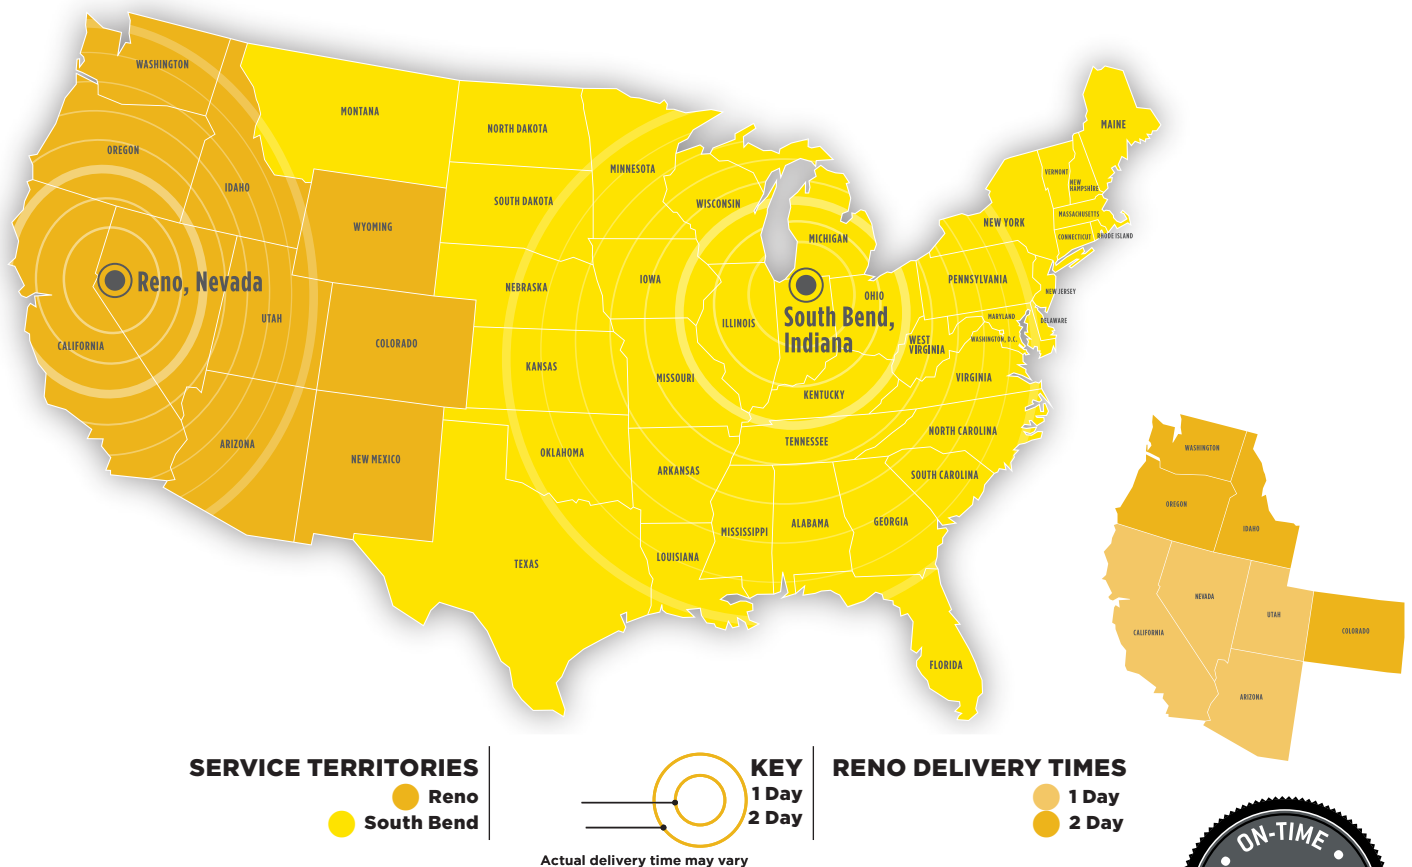 WASHINGTON
MONTANA
NORTH DAKOTA
MINNESOTA
MAINE
OREGON
IDAHO
WYOMING
SOUTH DAKOTA
WISCONSIN
MICHIGAN
NEW YORK
VERMONT
NEW
HAMPSHIRE
MASSACHUSETTS
CONNECTICUT
RHODE ISLAND
Reno, Nevada
UTAH
COLORADO
NEBRASKA
IOWA
ILLINOIS
South Bend,
Indiana
OHIO
PENNSYLVANIA
NEW JERSEY
MARYLAND
DELAWARE
WASHINGTON, D.C.
WEST
VIRGINIA
VIRGINIA
CALIFORNIA
KANSAS
MISSOURI
KENTUCKY
ARIZONA
NEW MEXICO
OKLAHOMA
ARKANSAS
TENNESSEE
NORTH CAROLINA
SOUTH CAROLINA
TEXAS
LOUISIANA
MISSISSIPPI
ALABAMA
GEORGIA
FLORIDA
WASHINGTON
OREGON
IDAHO
NEVADA
UTAH
COLORADO
CALIFORNIA
ARIZONA
SERVICE TERRITORIES
Reno
South Bend
KEY
1 Day
2 Day
Actual delivery time may vary
RENO DELIVERY TIMES
1 Day
2 Day
ON-TIME